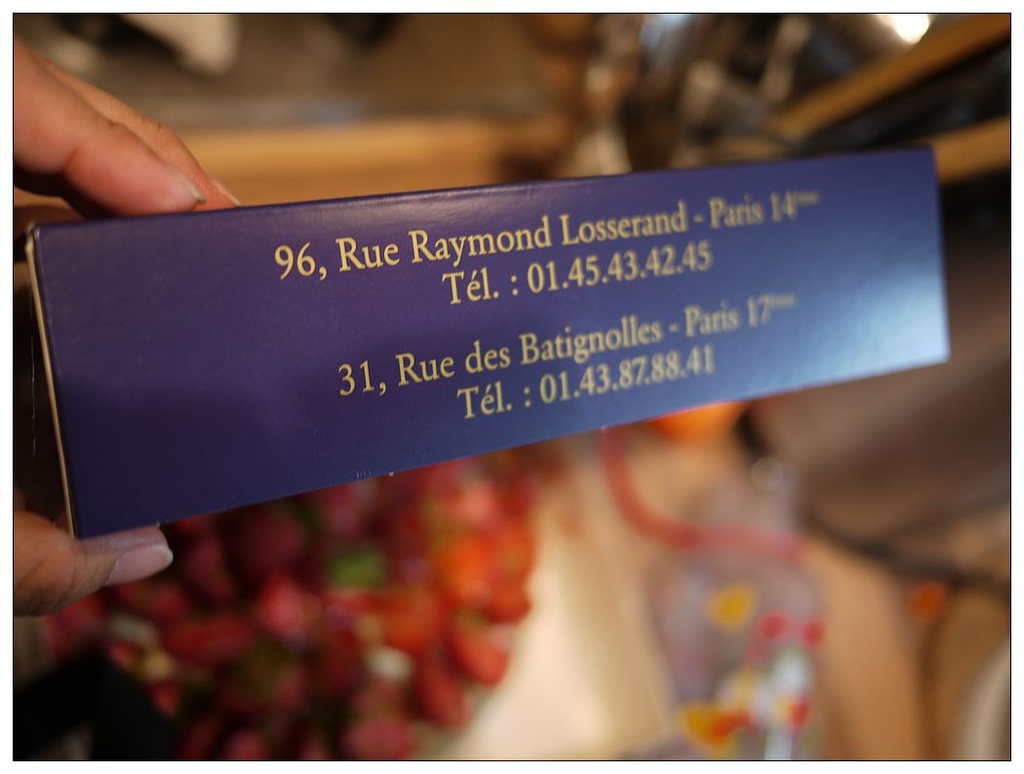 96, Rue Raymond Losserand - Paris 14ème
Tél. : 01.45.43.42.45
31, Rue des Batignolles - Paris 17ème
Tél. : 01.43.87.88.41